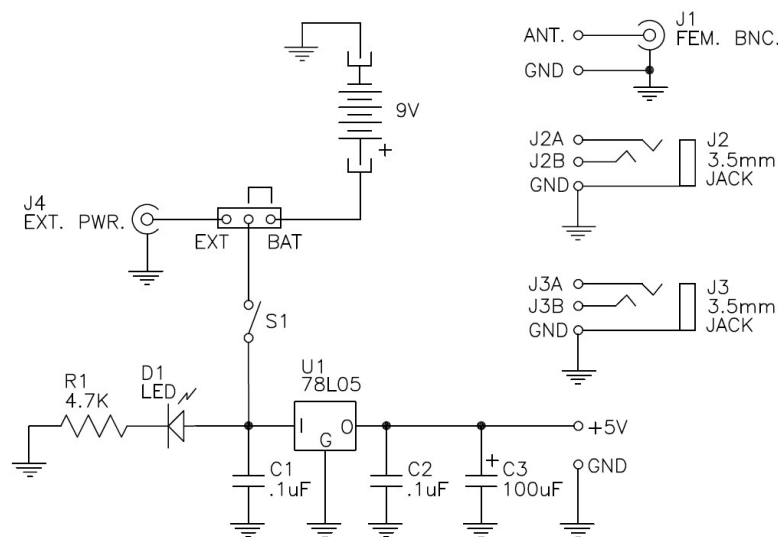 J1
ANT.
FEM. BNC.
GND
9V
+
J2A
J2
J2B
3.5mm
GND
JACK
J4
EXT. PWR.
EXT
BAT
J3A
J3
J3B
3.5mm
GND
JACK
S1
U1
78L05
D1
LED
R1
4.7K
I
O
G
+5V
+
C1
.1uF
C2
.1uF
C3
100uF
GND